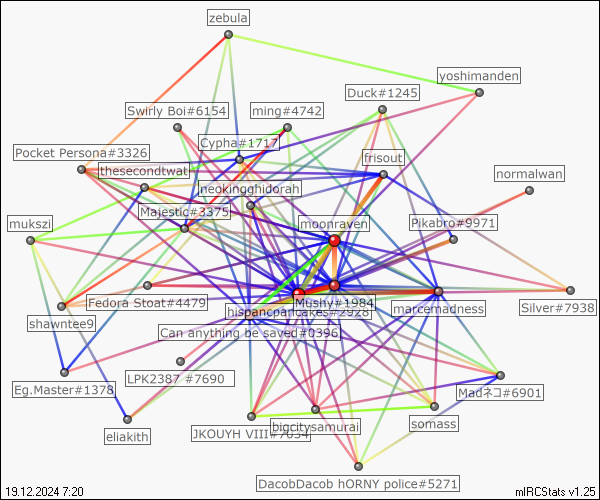 zebula
yoshimanden
Duck#1245
Swirly Boi#6154
ming#4742
Cypha#1717
Pocket Persona#3326
frisout
thesecondtwat
normalwan
neokingghidorah
Majestic#3375
mukszi
moonraven
Pikabro#9971
Fedora Stoat#4479
Mushy#1984
hispancpancakes#2928
marcemadness
Silver#7938
shawntee9
Can anything be saved#0396
LPK2387 #7690
Eg.Master#1378
Madネコ#6901
somass
bigcitysamurai
JKOUYH VIII#7034
eliakith
DacobDacob hORNY police#5271
19.12.2024 7:20
mIRCStats v1.25